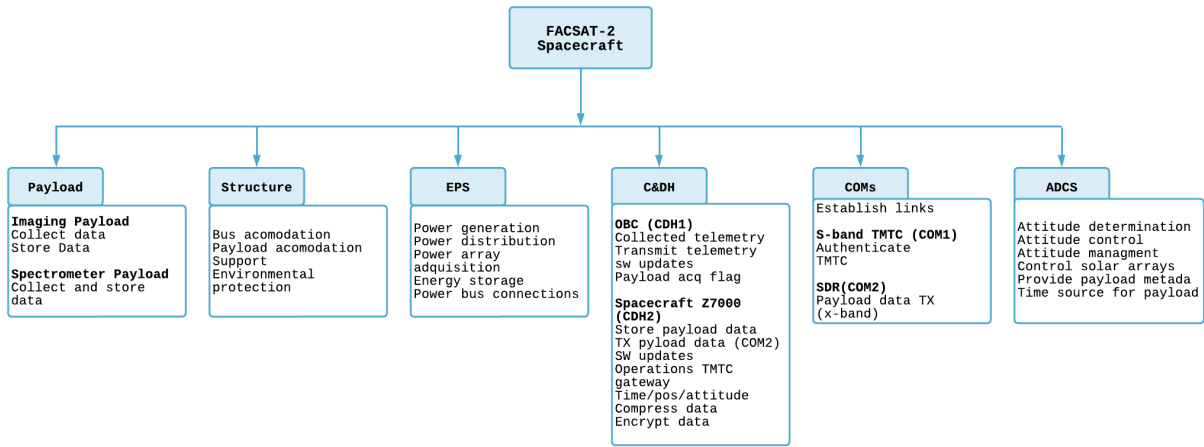 FACSAT-2
Spacecraft
Payload
Imaging Payload
Collect data
Store Data
Spectrometer Payload
Collect and store
data
Structure
Bus acomodation
Payload acomodation
Support
Environmental
protection
EPS
Power generation
Power distribution
Power array
adquisition
Energy storage
Power bus connections
C&DH
OBC (CDH1)
Collected telemetry
Transmit telemetry
sw updates
Payload acq flag
Spacecraft Z7000
(CDH2)
Store payload data
TX pyload data (COM2)
SW updates
Operations TMTC
gateway
Time/pos/attitude
Compress data
Encrypt data
COMs
Establish links
S-band TMTC (COM1)
Authenticate
TMTC
SDR(COM2)
Payload data TX
(x-band)
ADCS
Attitude determination
Attitude control
Attitude managment
Control solar arrays
Provide payload metada
Time source for payload